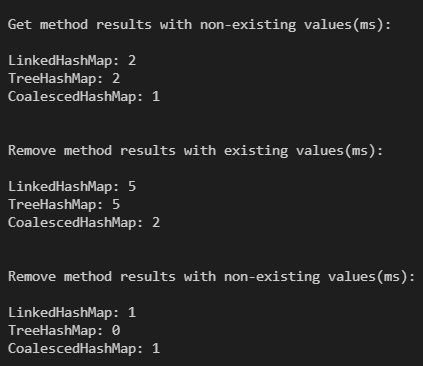 Get method results with non-existing values(ms):
LinkedHashMap: 2
TreeHashMap: 2
CoalescedHashMap: 1
Remove method results with existing values(ms):
LinkedHashMap: 5
TreeHashMap: 5
CoalescedHashMap: 2
Remove method results with non-existing values(ms):
LinkedHashMap: 1
TreeHashMap: 0
CoalescedHashMap: 1